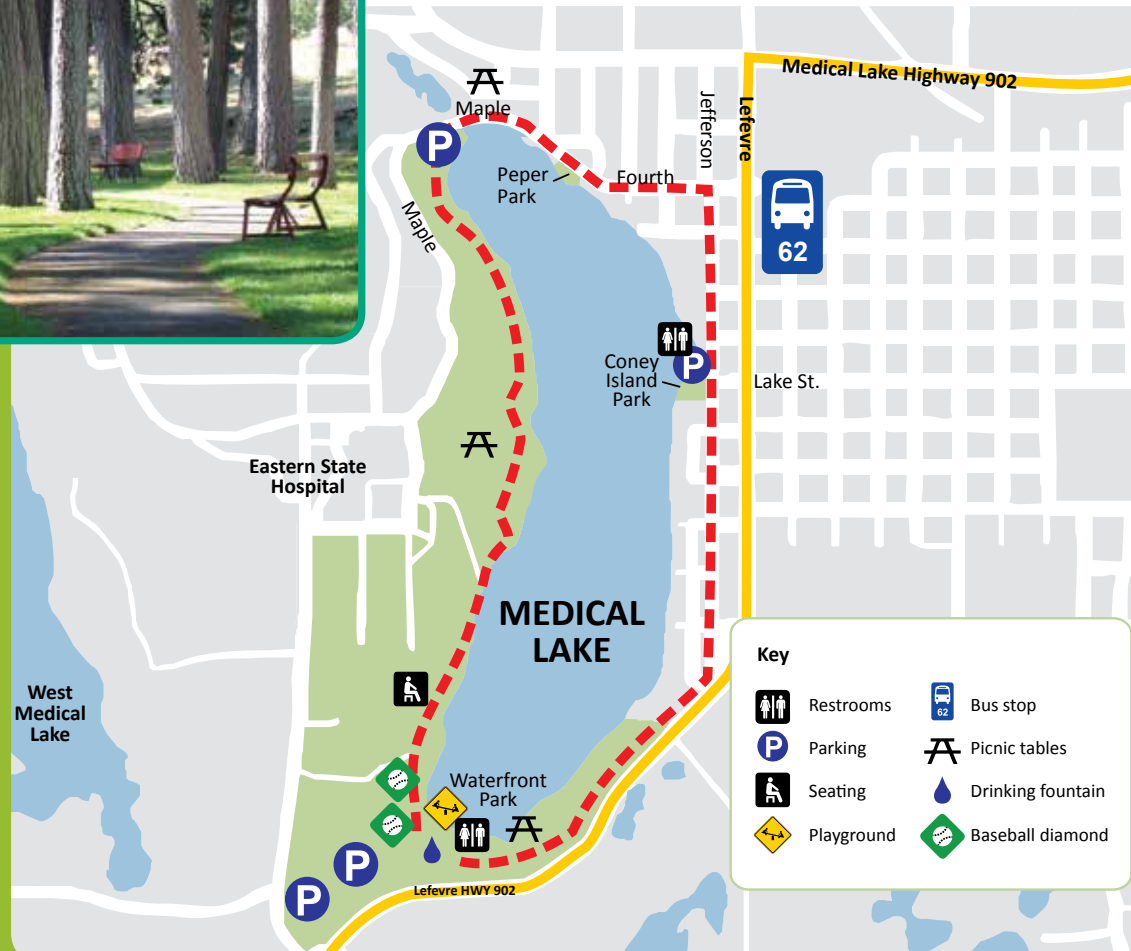 Medical Lake Highway 902
Maple
P
Jefferson
Lefevre
Peper
Park
Fourth
62
Maple
Coney
Island
Park
P
Lake St.
Eastern State
Hospital
MEDICAL
LAKE
West
Medical
Lake
Waterfront
Park
P
P
Lefevre HWY 902
Key
Restrooms
62
Bus stop
P
Parking
Picnic tables
Seating
Drinking fountain
Playground
Baseball diamond